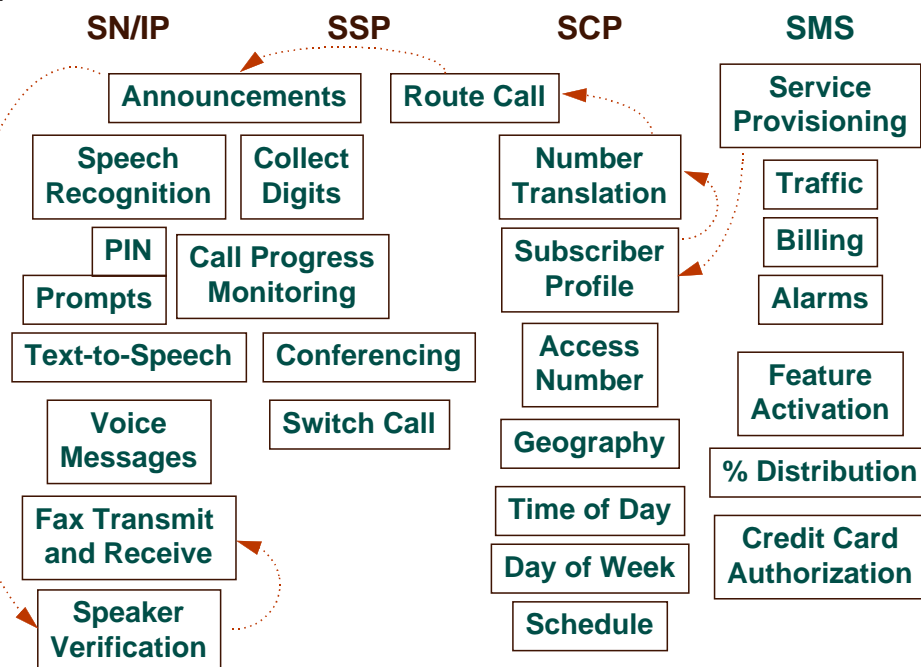 SN/IP
SSP
SCP
SMS
Announcements
Route Call
Service
Provisioning
Speech
Recognition
Collect
Digits
Number
Translation
Traffic
PIN
Prompts
Call Progress
Monitoring
Subscriber
Profile
Billing
Alarms
Text-to-Speech
Conferencing
Access
Number
Feature
Activation
Voice
Messages
Switch Call
Geography
% Distribution
Fax Transmit
and Receive
Time of Day
Credit Card
Authorization
Day of Week
Speaker
Verification
Schedule